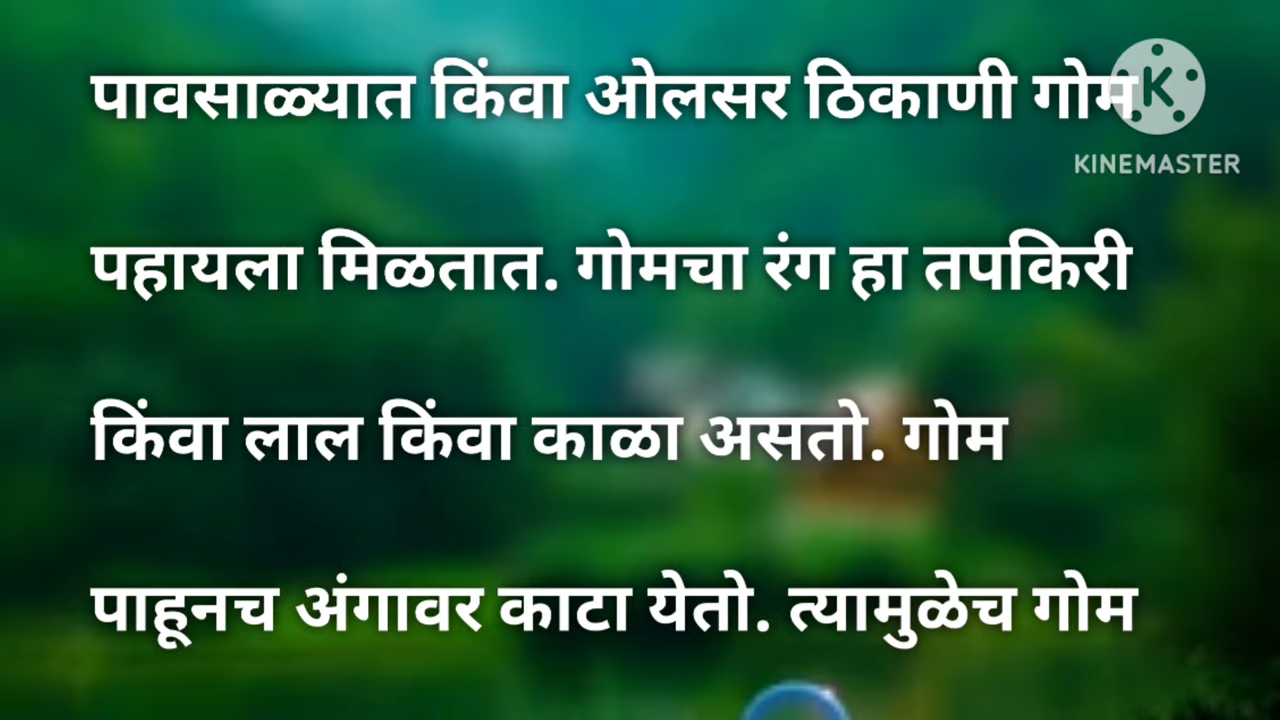 पावसाळ्यात किंवा ओलसर ठिकाणी गोम
KINEMASTER
पहायला मिळतात. गोमचा रंग हा तपकिरी
किंवा लाल किंवा काळा असतो. गोम
पाहूनच अंगावर काटा येतो. त्यामुळेच गोम